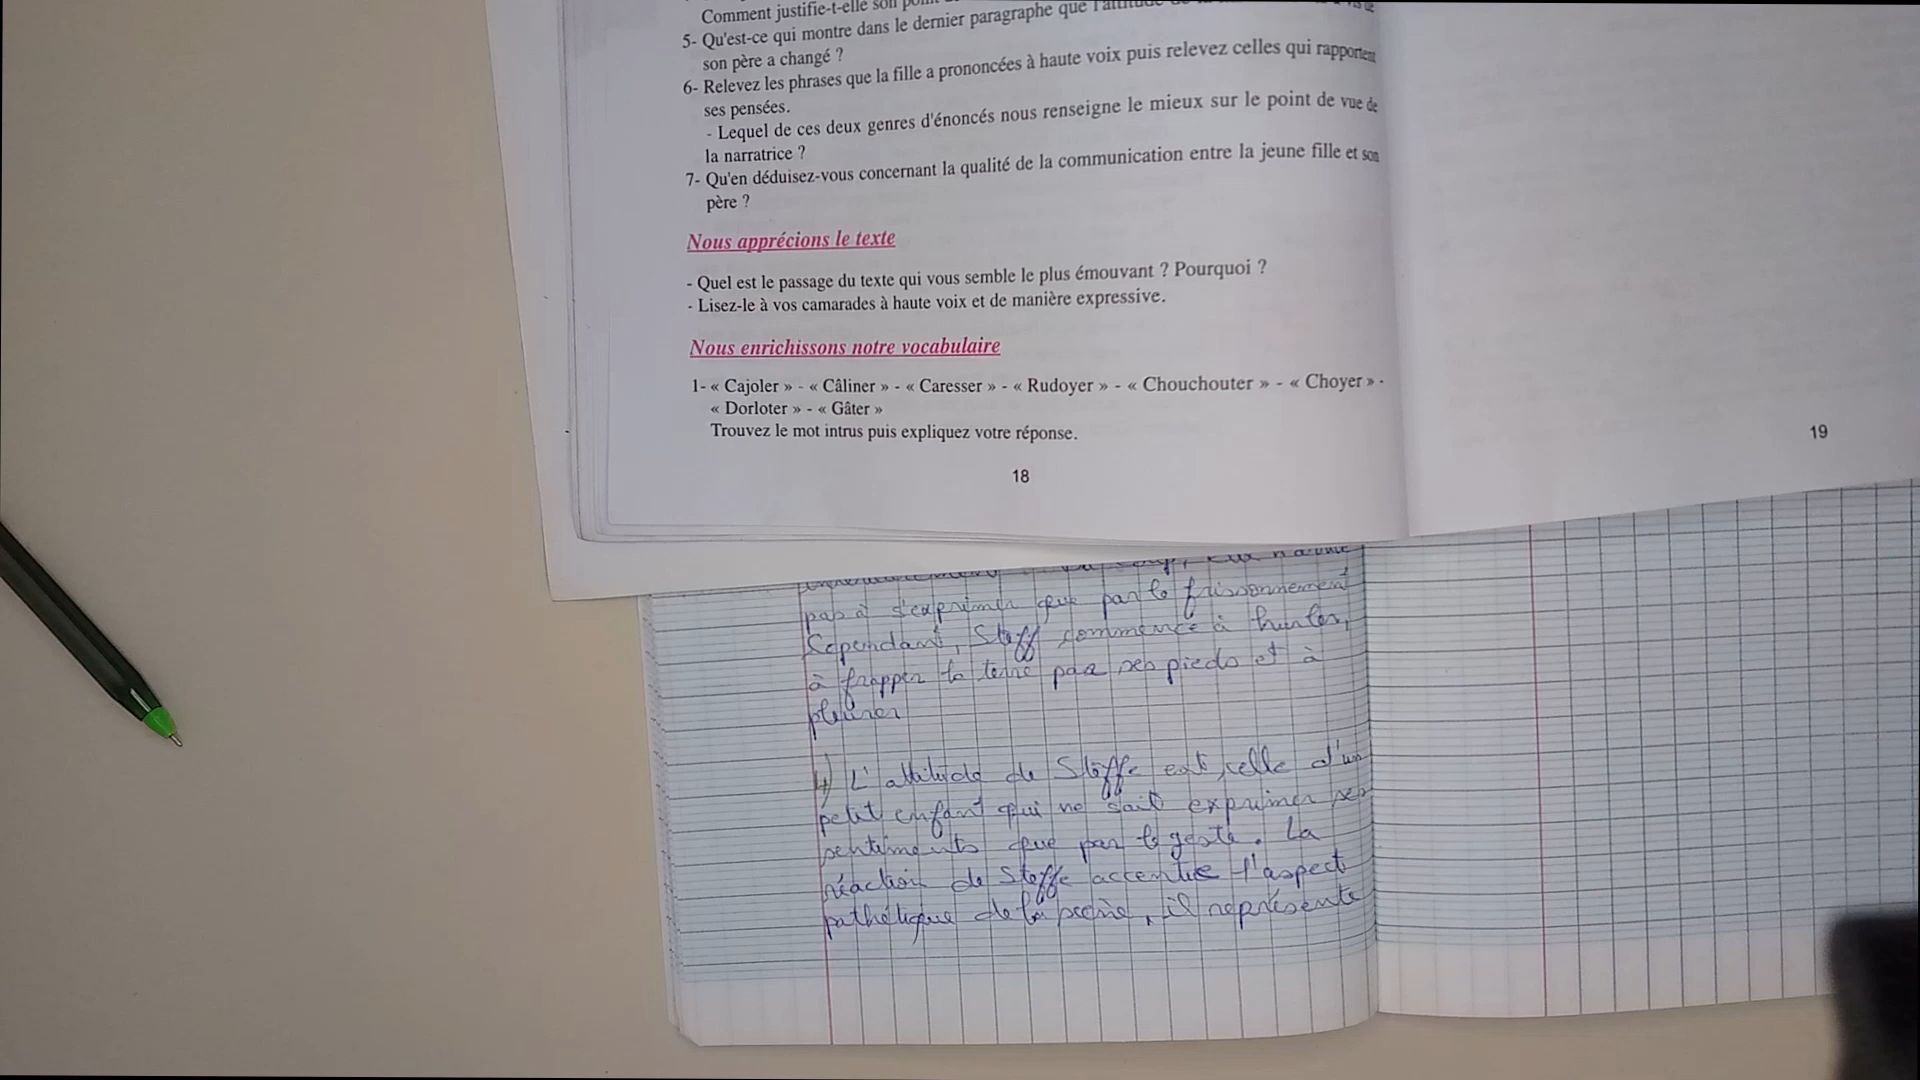 Comment justifie-t-elle son
5- Qu'est-ce qui montre dans le dernier paragraphe que l'attitude de
son père a changé ?
6- Relevez les phrases que la fille a prononcées à haute voix puis relevez celles qui rapportent
ses pensées.
- Lequel de ces deux genres d'énoncés nous renseigne le mieux sur le point de vue de
la narratrice ?
7- Qu'en déduisez-vous concernant la qualité de la communication entre la jeune fille et son
père ?
Nous apprécions le texte
- Quel est le passage du texte qui vous semble le plus émouvant ? Pourquoi ?
- Lisez-le à vos camarades à haute voix et de manière expressive.
Nous enrichissons notre vocabulaire
1- « Cajoler » - « Câliner » - « Caresser » - « Rudoyer » - « Chouchouter » - « Choyer » -
« Dorloter » - « Gâter »
Trouvez le mot intrus puis expliquez votre réponse.
18
19
pas à s'exprimer que par le frissonnement
Cependant, Steff commence à hurler,
à frapper la terre par ses pieds et à
pleurer
4) L'attitude de Steffe est celle d'un
petit enfant qui ne sait exprimer ses
sentiments que par le geste. La
réaction de Steffe accentue l'aspect
pathétique de la scène, il représente